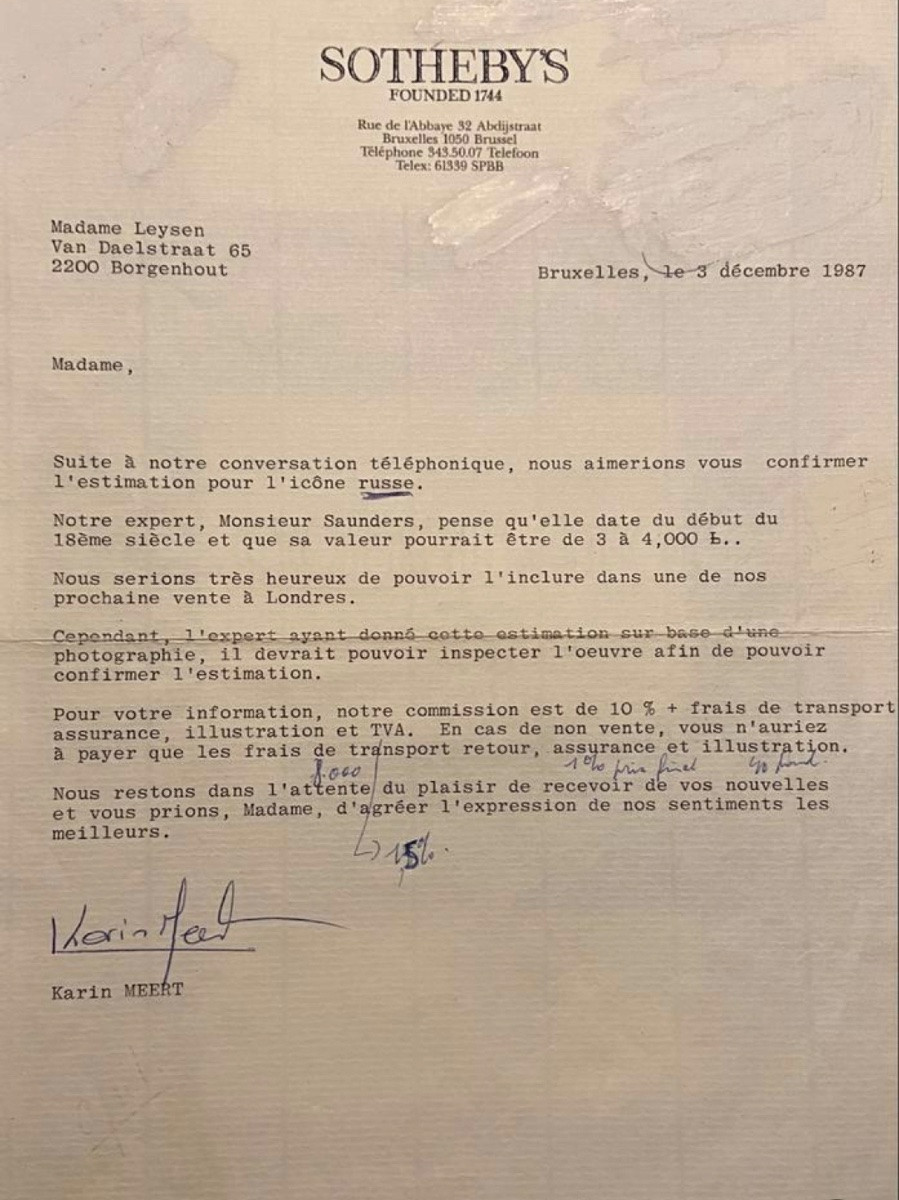 SOTHEBY'S
FOUNDED 1744
Rue de l'Abbaye 32 Abdijstraat
Bruxelles 1050 Brussel
Téléphone 343.50.07 Telefoon
Telex: 61339 SPBB
Madame Leysen
Van Daelstraat 65
2200 Borgenhout
Bruxelles, le 3 décembre 1987
Madame,
Suite à notre conversation téléphonique, nous aimerions vous confirmer
l'estimation pour l'icône russe.
Notre expert, Monsieur Saunders, pense qu'elle date du début du
18ème siècle et que sa valeur pourrait être de 3 à 4,000 Ł..
Nous serions très heureux de pouvoir l'inclure dans une de nos
prochaine vente à Londres.
Cependant, l'expert ayant donné cette estimation sur base d'une
photographie, il devrait pouvoir inspecter l'oeuvre afin de pouvoir
confirmer l'estimation.
Pour votre information, notre commission est de 10 % + frais de transport
assurance, illustration et TVA. En cas de non vente, vous n'auriez
à payer que les frais de transport retour, assurance et illustration.
8.000 1% prix final
Nous restons dans l'attente du plaisir de recevoir de vos nouvelles
et vous prions, Madame, d'agréer l'expression de nos sentiments les
meilleurs.
15%.
Karin Meert
Karin MEERT